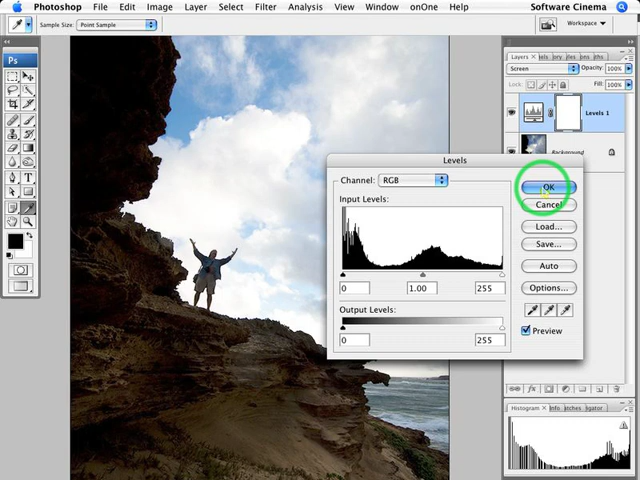 Photoshop File Edit Image Layer Select Filter Analysis View Window onOne Help Software Cinema
Sample Size: Point Sample Workspace
Ps
Layers
Screen Opacity: 100%
Lock: Fill: 100%
Levels 1
Background
Levels
Channel: RGB
OK
Input Levels:
Cancel
Load...
Save...
Auto
0 1.00 255
Options...
Output Levels:
Preview
0 255
Histogram Info